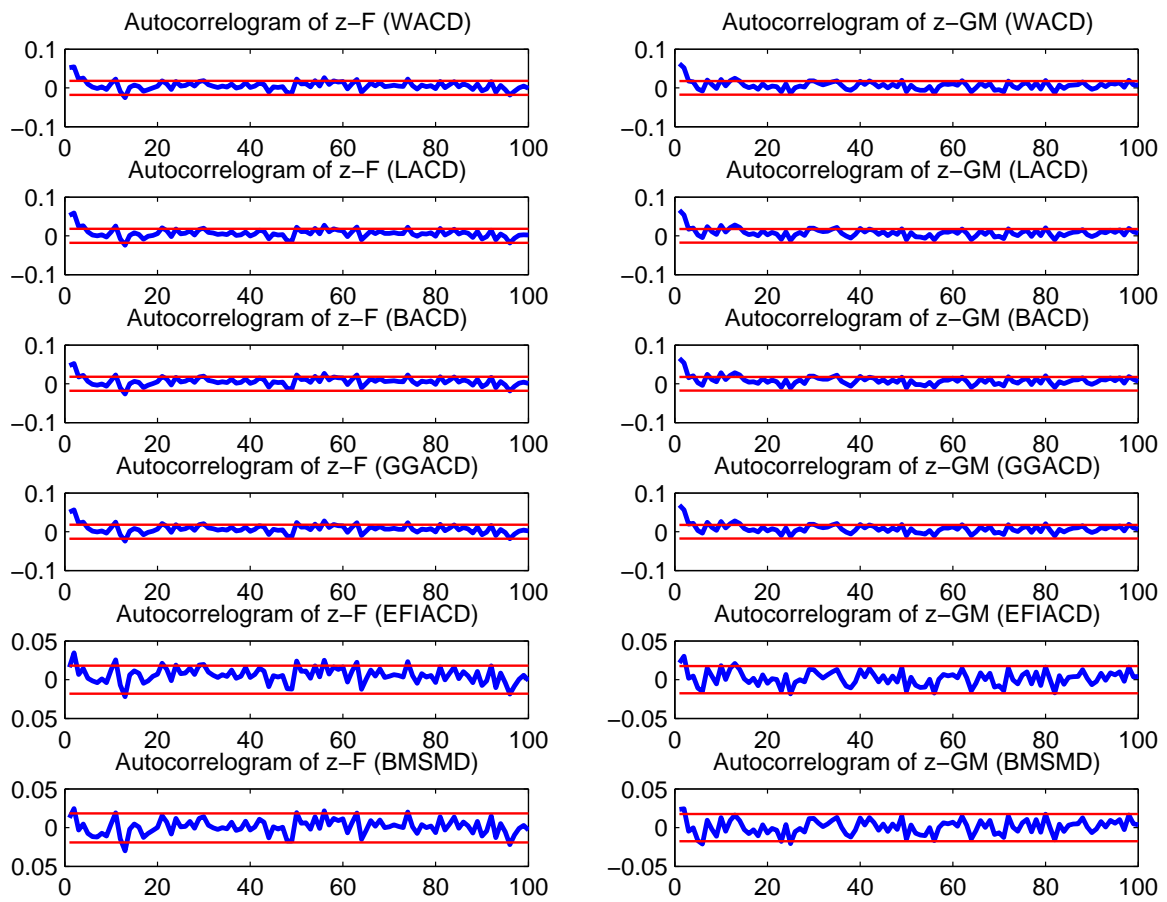 Autocorrelogram of z−F (WACD)
0.1
0
−0.1
0 20 40 60 80 100
Autocorrelogram of z−GM (WACD)
0.1
0
−0.1
0 20 40 60 80 100
Autocorrelogram of z−F (LACD)
0.1
0
−0.1
0 20 40 60 80 100
Autocorrelogram of z−GM (LACD)
0.1
0
−0.1
0 20 40 60 80 100
Autocorrelogram of z−F (BACD)
0.1
0
−0.1
0 20 40 60 80 100
Autocorrelogram of z−GM (BACD)
0.1
0
−0.1
0 20 40 60 80 100
Autocorrelogram of z−F (GGACD)
0.1
0
−0.1
0 20 40 60 80 100
Autocorrelogram of z−GM (GGACD)
0.1
0
−0.1
0 20 40 60 80 100
Autocorrelogram of z−F (EFIACD)
0.05
0
0.05
0 20 40 60 80 100
Autocorrelogram of z−GM (EFIACD)
0.05
0
−0.05
0 20 40 60 80 100
Autocorrelogram of z−F (BMSMD)
0.05
0
0.05
0 20 40 60 80 100
Autocorrelogram of z−GM (BMSMD)
0.05
0
−0.05
0 20 40 60 80 100